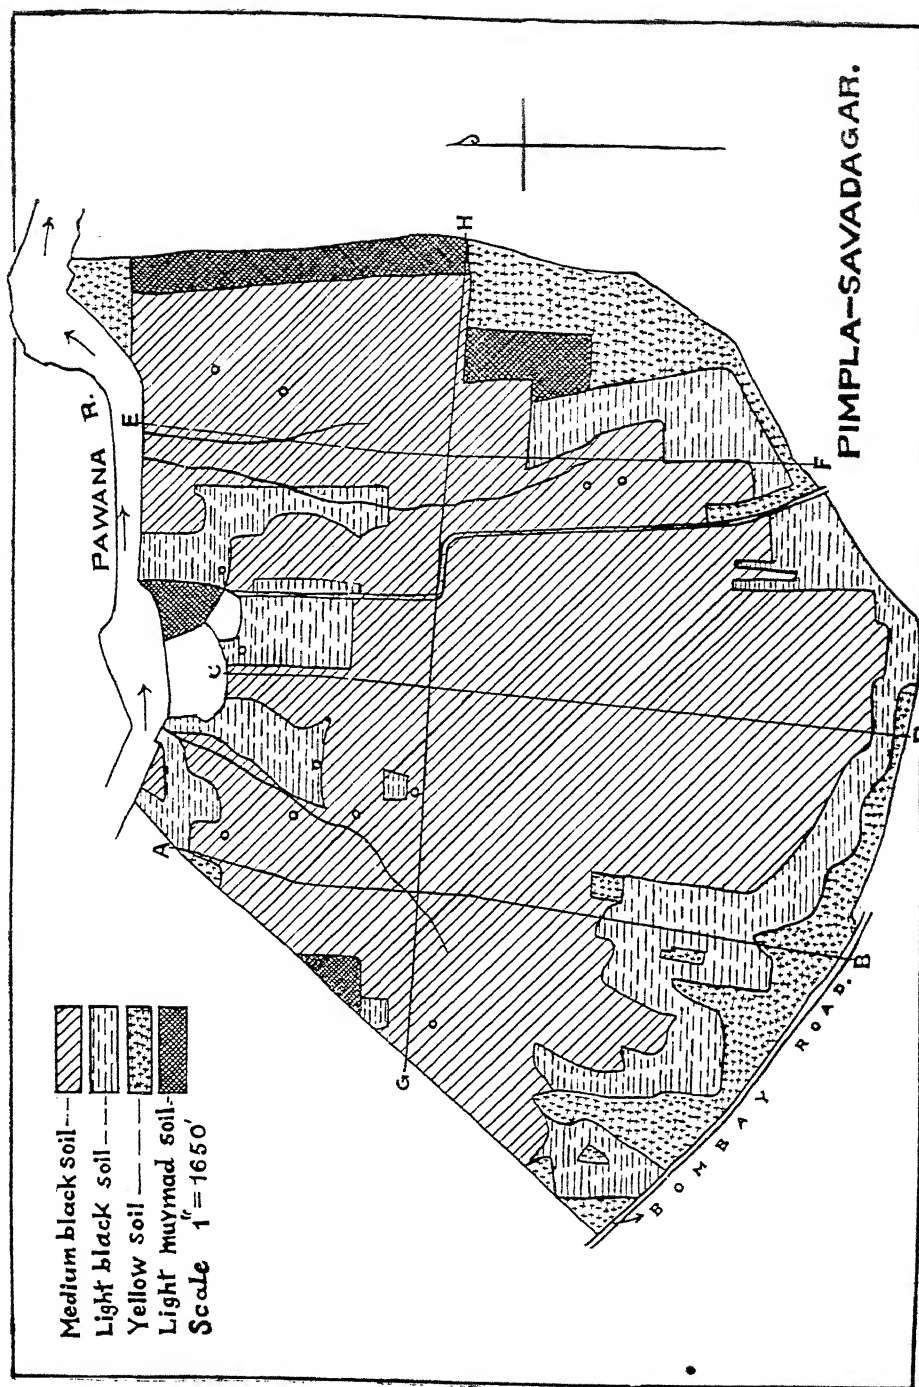 PIMPLA-SAVADAGAR.
PAWANA R.
Medium black soil
Light black soil
Yellow soil
Light murmad soil.
Scale 1"=1650'
A
B
C
D
E
F
G
H
BOMBAY ROAD.